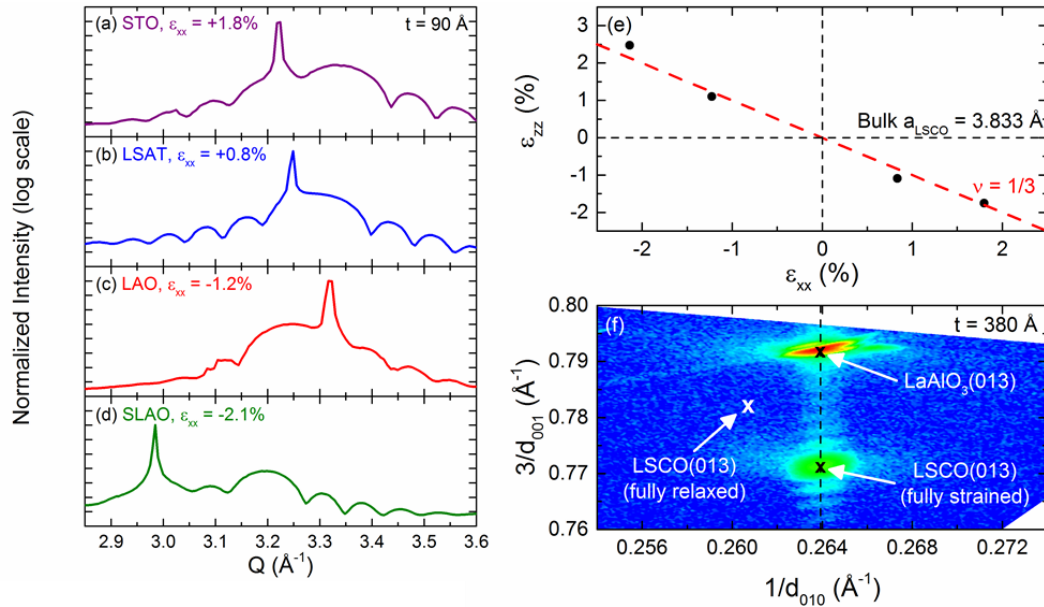 (a) STO, εxx = +1.8%
t = 90 Å
(b) LSAT, εxx = +0.8%
(c) LAO, εxx = -1.2%
(d) SLAO, εxx = -2.1%
Normalized Intensity (log scale)
2.9 3.0 3.1 3.2 3.3 3.4 3.5 3.6
Q (Å-1)
(e)
3
2
1
0
-1
-2
εzz (%)
Bulk aLSCO = 3.833 Å
ν = 1/3
-2 -1 0 1 2
εxx (%)
(f)
t = 380 Å
0.80
0.79
0.78
0.77
0.76
3/d001 (Å-1)
LaAlO3(013)
LSCO(013)
(fully relaxed)
LSCO(013)
(fully strained)
0.256 0.260 0.264 0.268 0.272
1/d010 (Å-1)